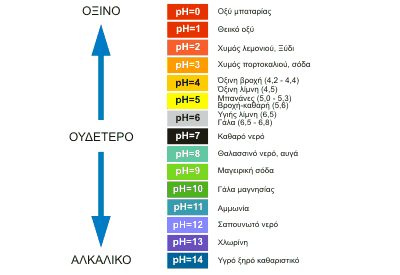 ΟΞΙΝΟ
ΟΥΔΕΤΕΡΟ
ΑΛΚΑΛΙΚΟ
pH=0 Οξύ μπαταρίας
pH=1 Θειικό οξύ
pH=2 Χυμός λεμονιού, Ξύδι
pH=3 Χυμός πορτοκαλιού, σόδα
pH=4 Όξινη βροχή (4,2 - 4,4)
Όξινη λίμνη (4,5)
pH=5 Μπανάνες (5,0 - 5,3)
Βροχή-καθαρή (5,6)
pH=6 Υγιής λίμνη (6,5)
Γάλα (6,5 - 6,8)
pH=7 Καθαρό νερό
pH=8 Θαλασσινό νερό, αυγά
pH=9 Μαγειρική σόδα
pH=10 Γάλα μαγνησίας
pH=11 Αμμωνία
pH=12 Σαπουνωτό νερό
pH=13 Χλωρίνη
pH=14 Υγρό ξηρό καθαριστικό